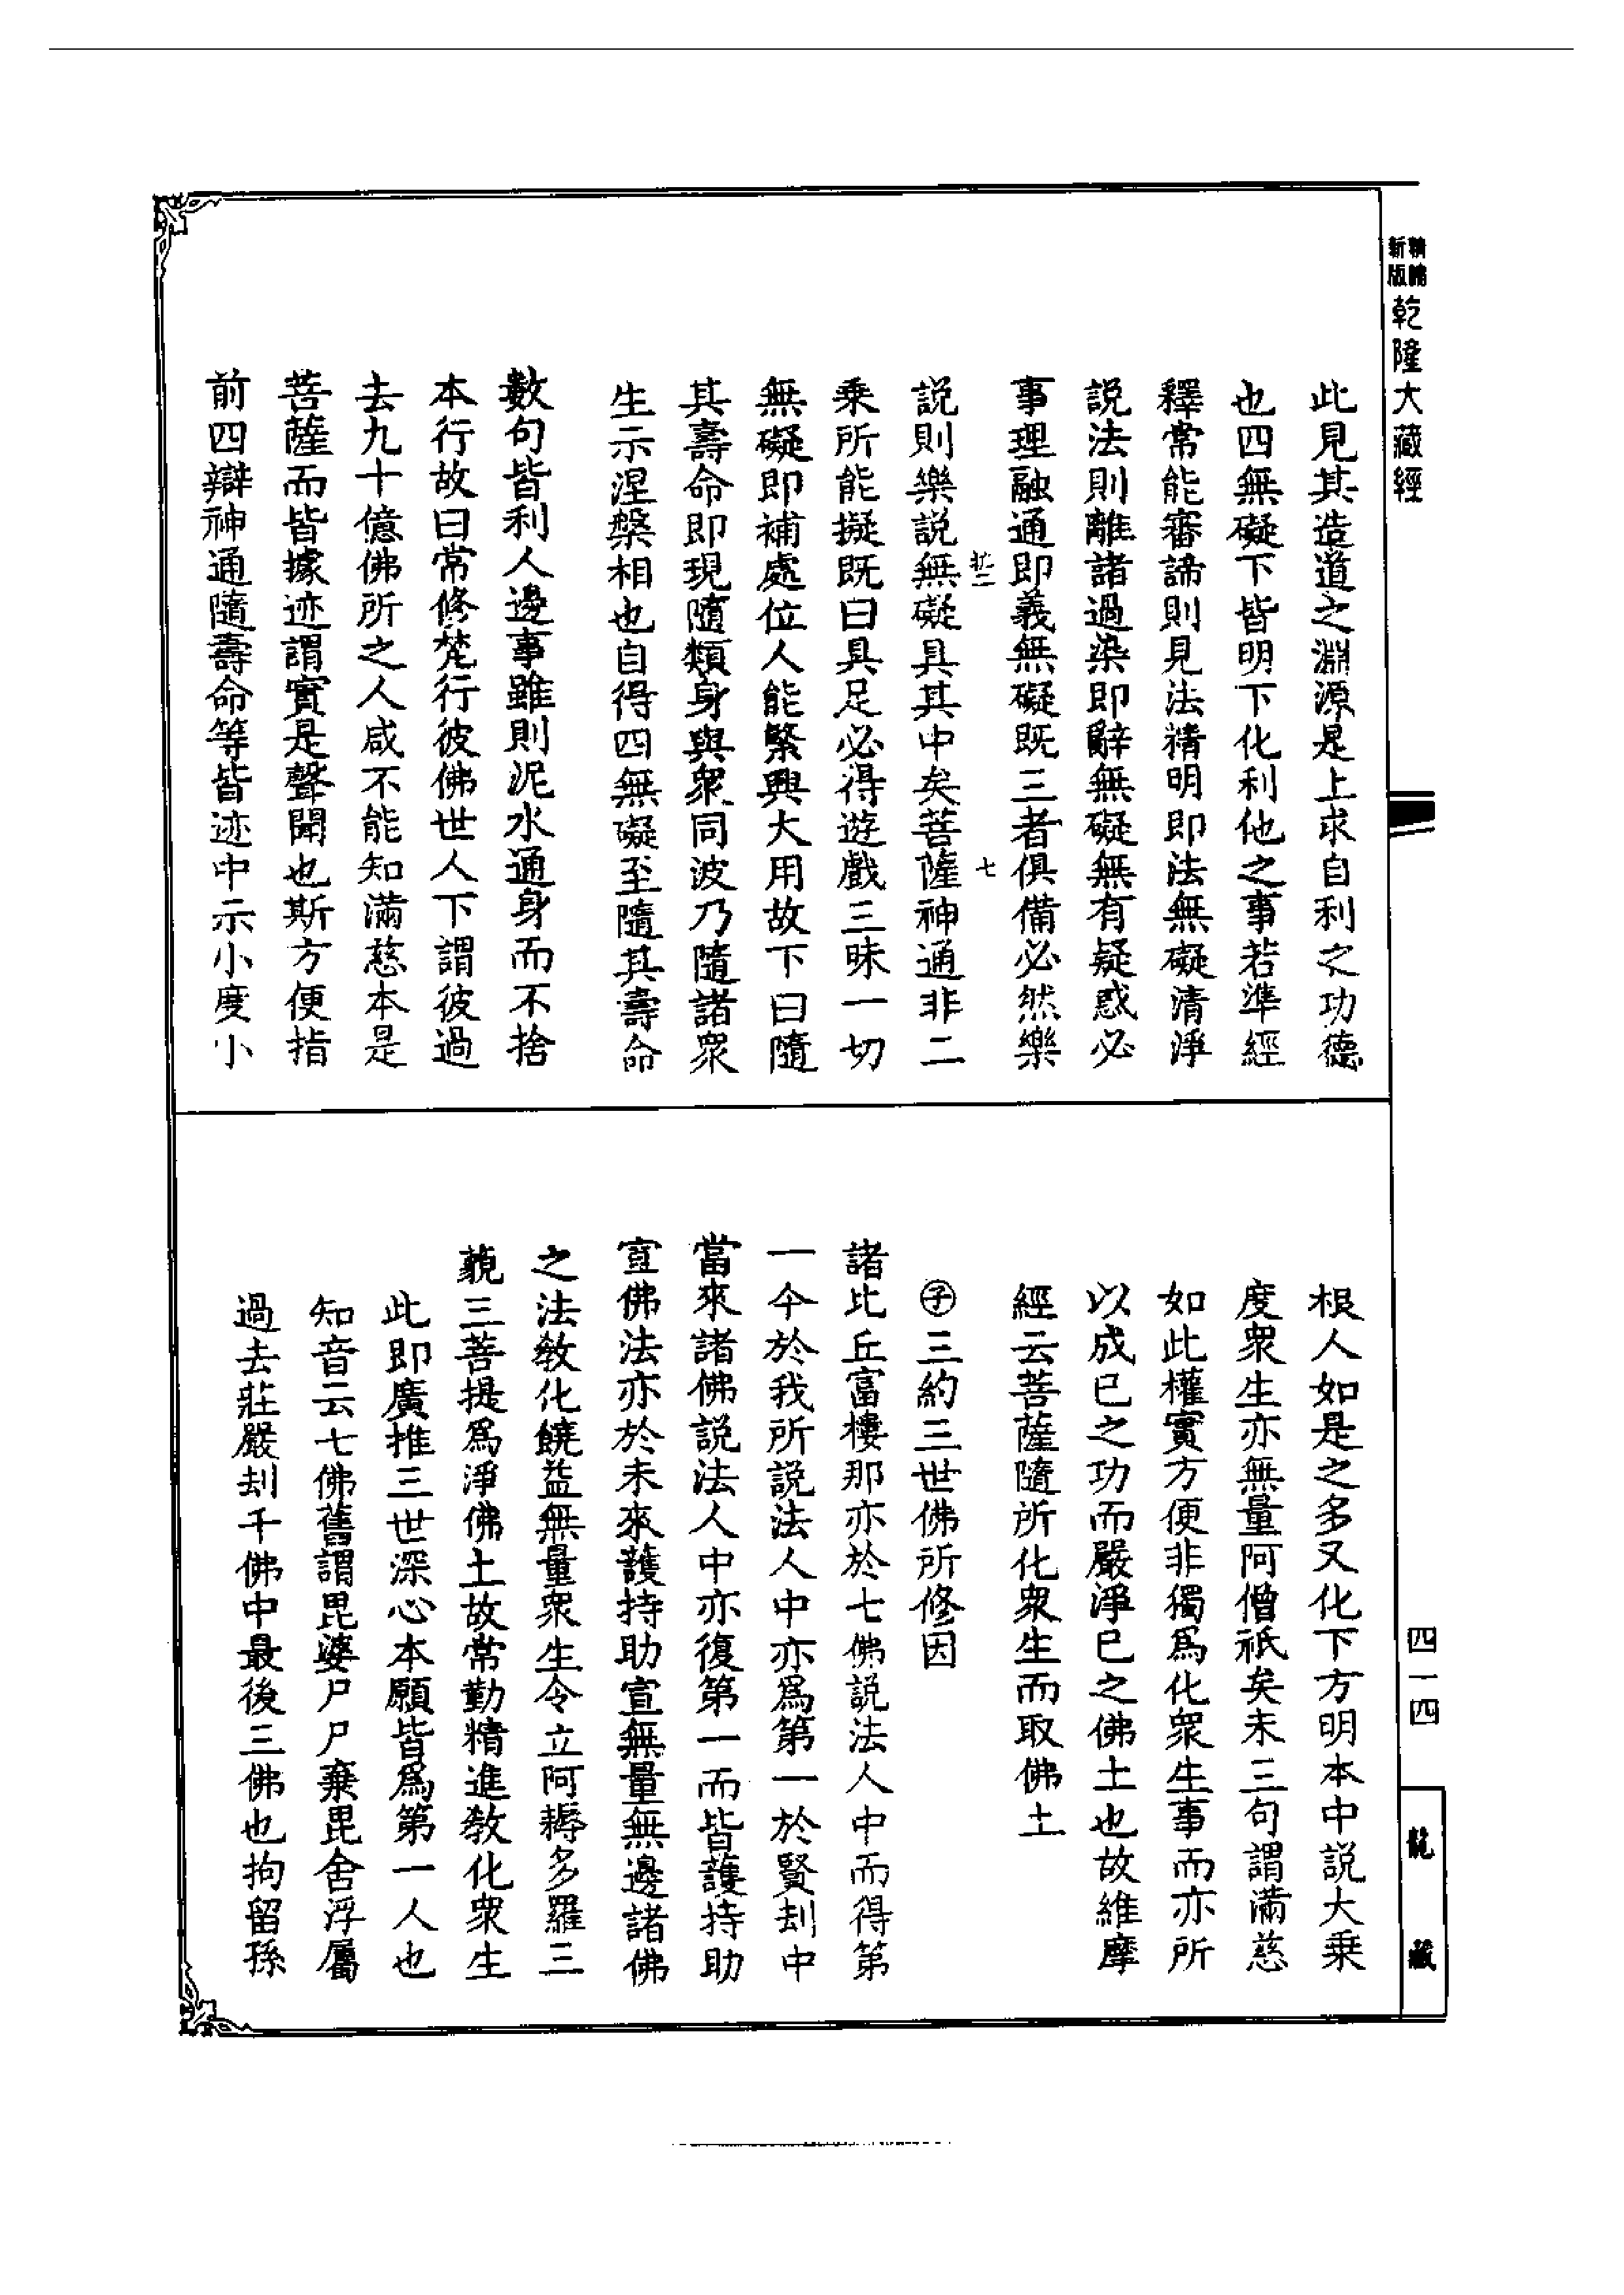 精縮新版乾隆大藏經
此見其造道之淵源是上求自利之功德
也四無礙下皆明下化利他之事若準經
釋常能審諦則見法精明即法無礙清淨
說法則離諸過染即辭無礙無有疑惑必
事理融通即義無礙既三者俱備必然樂
說則樂說無礙具其中矣菩薩神通非二
乘所能擬既曰具足必得遊戲三昧一切
無礙即補處位人能繁興大用故下曰隨
其壽命即現隨類身與衆同波乃隨諸衆
生示涅槃相也自得四無礙至隨其壽命
數句皆利人邊事雖則泥水通身而不捨
本行故曰常修梵行彼佛世人下謂彼過
去九十億佛所之人咸不能知滿慈本是
菩薩而皆據迹謂實是聲聞也斯方便指
前四辯神通隨壽命等皆迹中示小度小
七
根人如是之多又化下方明本中說大乘
度衆生亦無量阿僧祇矣末三句謂滿慈
如此權實方便非獨爲化衆生事而亦所
以成已之功而嚴淨已之佛土也故維摩
經云菩薩隨所化衆生而取佛土
㊗子三約三世佛所修因
諸比丘富樓那亦於七佛說法人中而得第
一今於我所說法人中亦爲第一於賢刦中
當來諸佛說法人中亦復第一而皆護持助
宣佛法亦於未來護持助宣無量無邊諸佛
之法教化饒益無量衆生令立阿耨多羅三
藐三菩提爲淨佛土故常勤精進教化衆生
此即廣推三世深心本願皆爲第一人也
知音云七佛舊謂毘婆尸尸棄毘舍浮屬
過去莊嚴刦千佛中最後三佛也拘留孫
四一四
龍藏